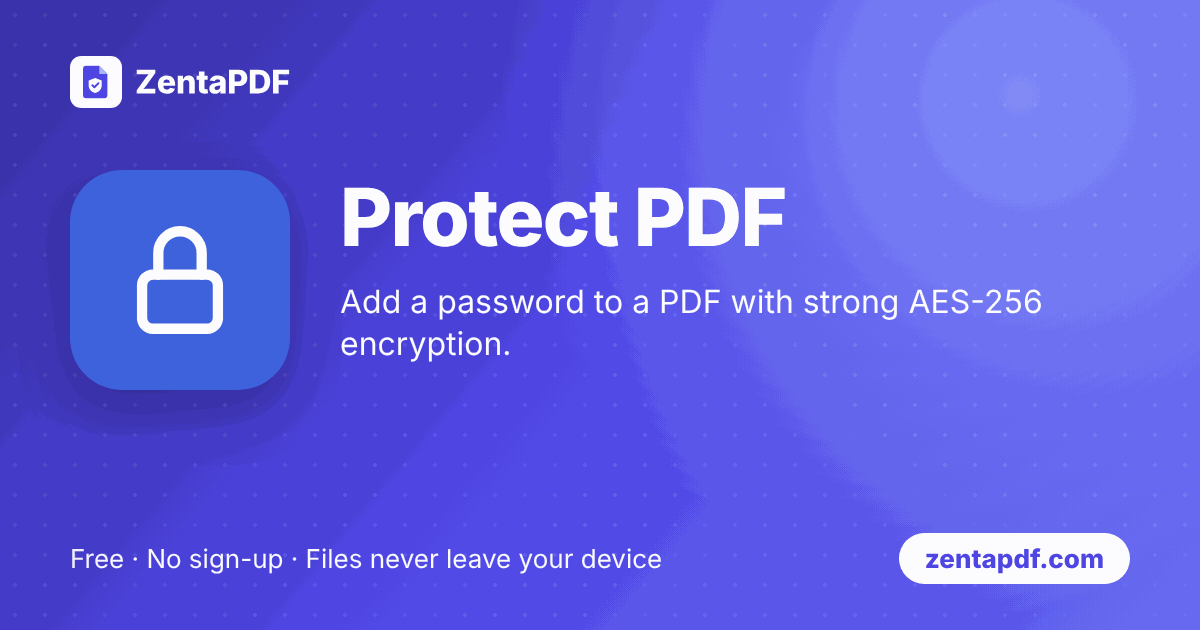 ZentaPDF
Protect PDF
Add a password to a PDF with strong AES-256
encryption.
Free · No sign-up · Files never leave your device
zentapdf.com